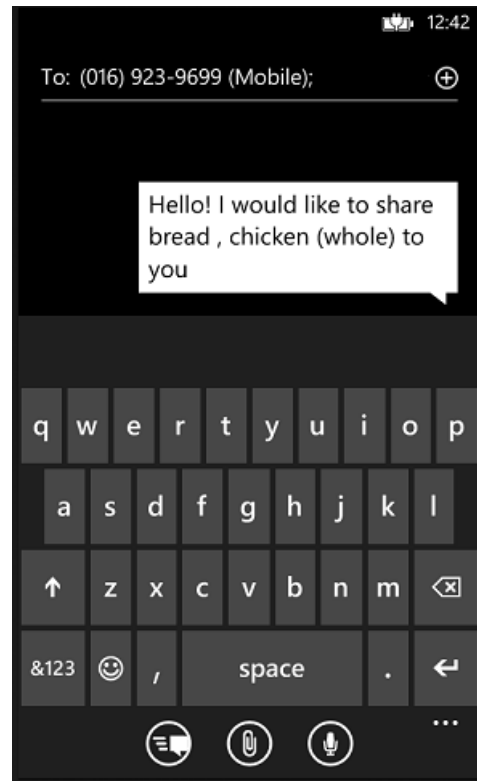 12:42
To: (016) 923-9699 (Mobile);
Hello! I would like to share
bread , chicken (whole) to
you
q w e r t y u i o p
a s d f g h j k l
z x c v b n m
&123 , space .
...